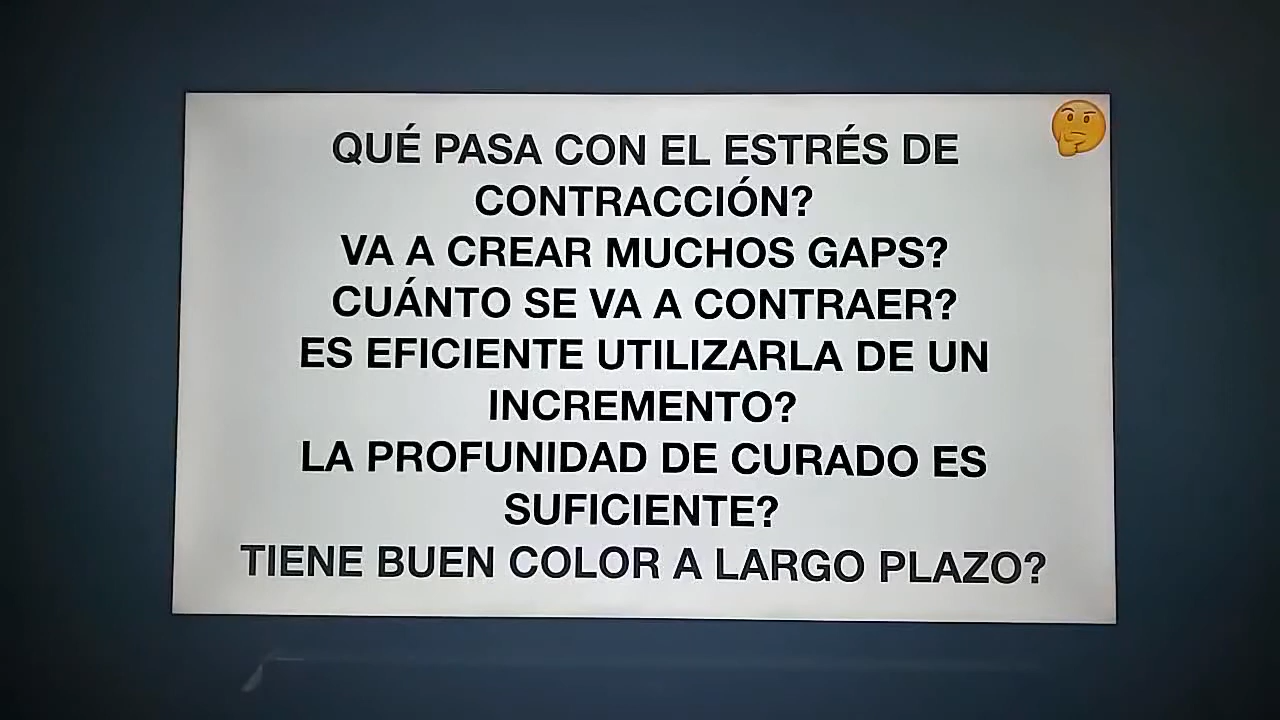 QUÉ PASA CON EL ESTRÉS DE
CONTRACCIÓN?
VA A CREAR MUCHOS GAPS?
CUÁNTO SE VA A CONTRAER?
ES EFICIENTE UTILIZARLA DE UN
INCREMENTO?
LA PROFUNIDAD DE CURADO ES
SUFICIENTE?
TIENE BUEN COLOR A LARGO PLAZO?